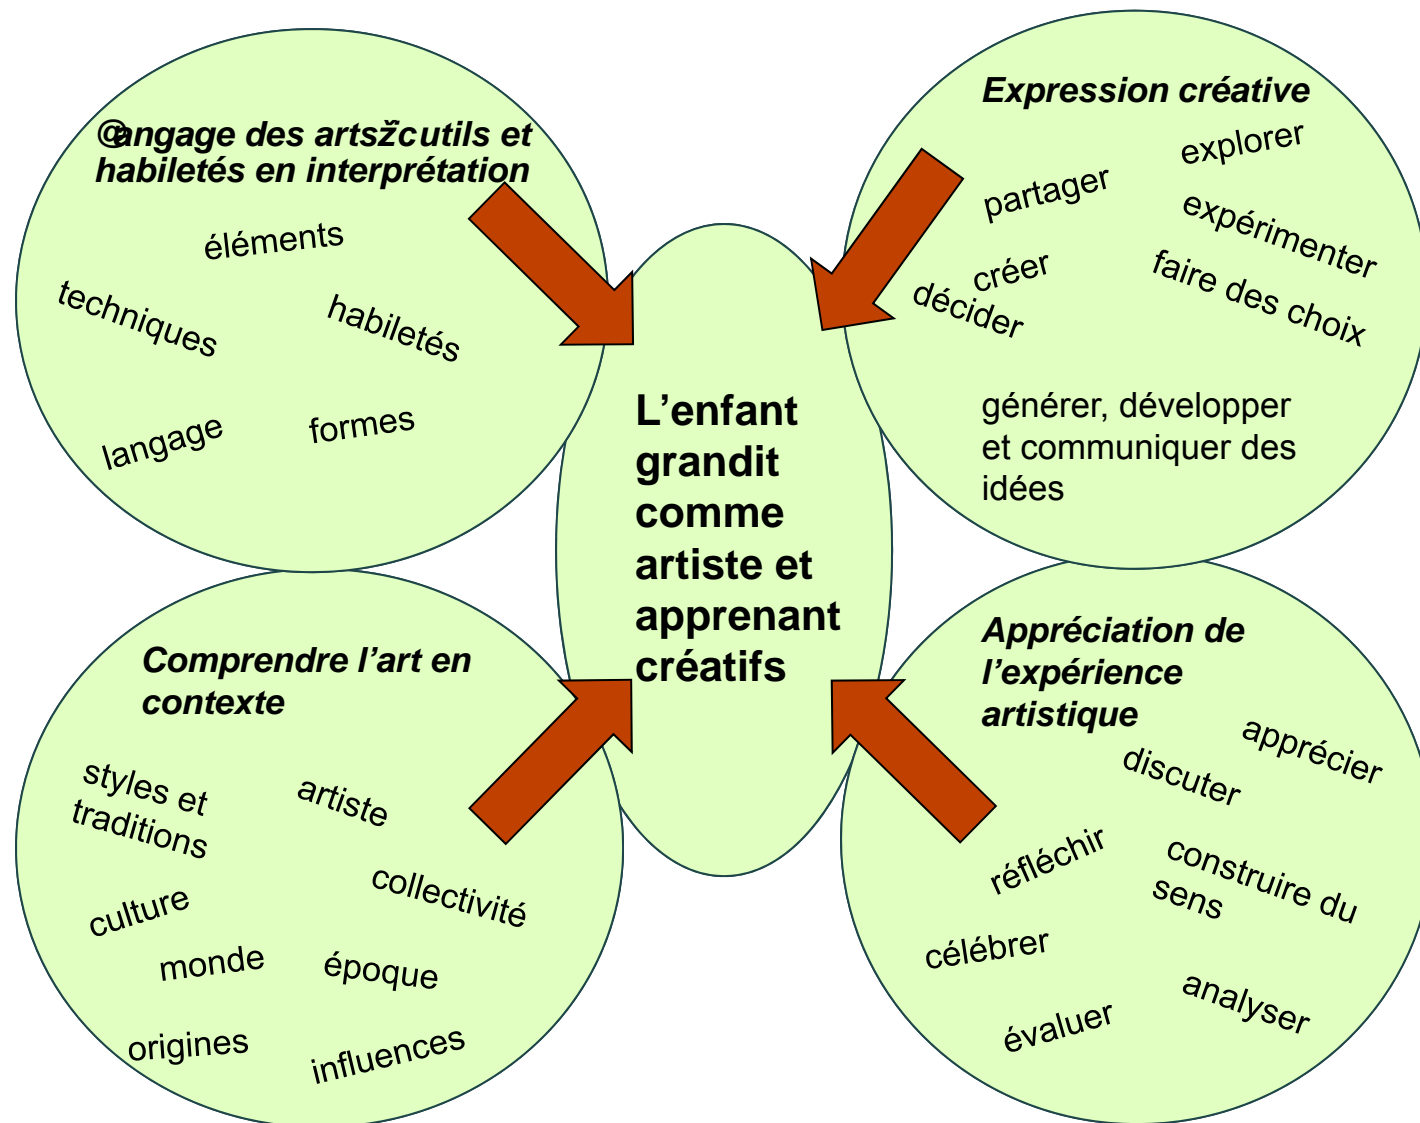 @angage des artsžcutils et
habiletés en interprétation
éléments
techniques
habiletés
langage
formes
Expression créative
explorer
partager
expérimenter
créer
faire des choix
décider
générer, développer
et communiquer des
idées
L’enfant
grandit
comme
artiste et
apprenant
créatifs
Comprendre l’art en
contexte
styles et
traditions
artiste
collectivité
culture
monde
époque
origines
influences
Appréciation de
l’expérience
artistique
apprécier
discuter
réfléchir
construire du
sens
célébrer
analyser
évaluer